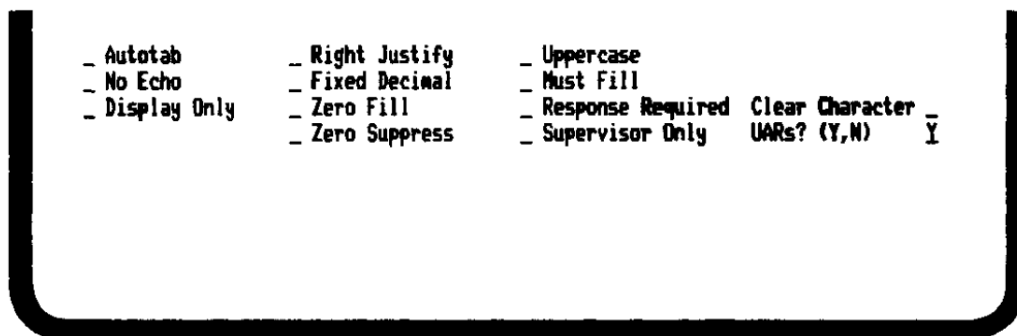 _ Autotab _ Right Justify _ Uppercase
_ No Echo _ Fixed Decimal _ Must Fill
_ Display Only _ Zero Fill _ Response Required Clear Character _
_ Zero Suppress _ Supervisor Only UARs? (Y,N) Y